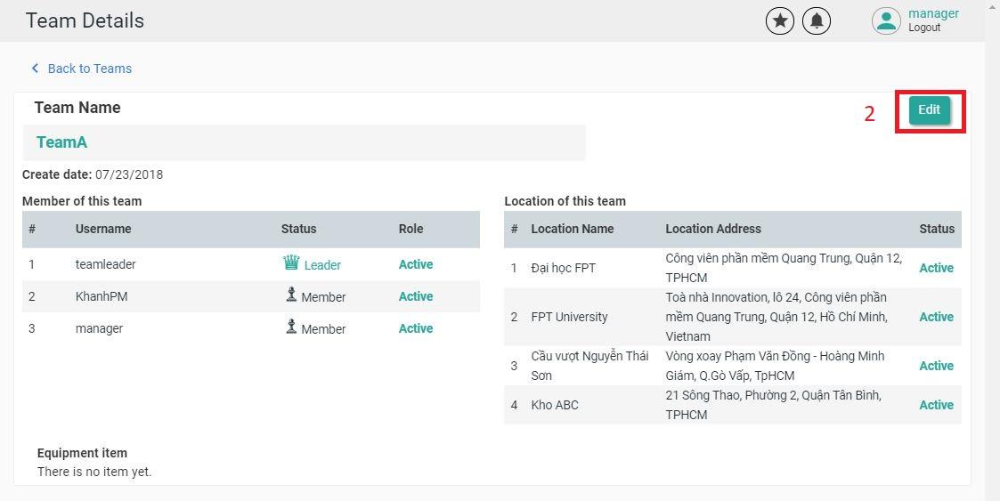 Team Details
manager
Logout
Back to Teams
Team Name
2
Edit
TeamA
Create date: 07/23/2018
Member of this team
# Username Status Role
1 teamleader Leader Active
2 KhanhPM Member Active
3 manager Member Active
Location of this team
# Location Name Location Address Status
1 Đại học FPT Công viên phần mềm Quang Trung, Quận 12,
TPHCM Active
2 FPT University Toà nhà Innovation, lô 24, Công viên phần
mềm Quang Trung, Quận 12, Hồ Chí Minh,
Vietnam Active
3 Cầu vượt Nguyễn Thái Vòng xoay Phạm Văn Đồng - Hoàng Minh
Sơn Giám, Q.Gò Vấp, TpHCM Active
4 Kho ABC 21 Sông Thao, Phường 2, Quận Tân Bình,
TPHCM Active
Equipment item
There is no item yet.